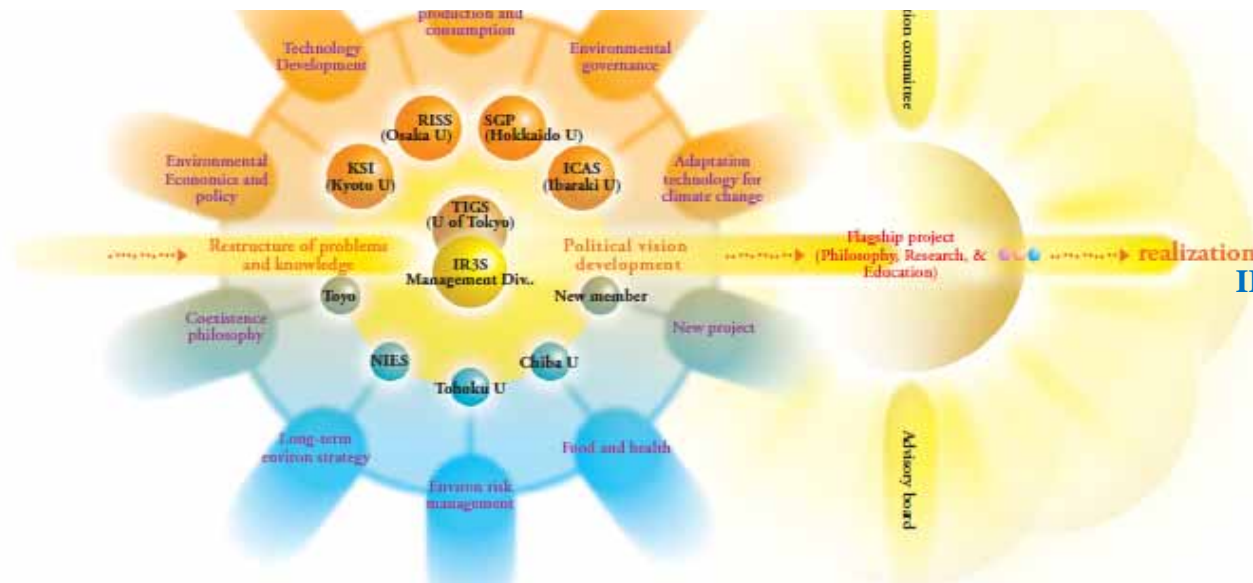 production and
consumption
Technology
Development
Environmental
governance
RISS
(Osaka U)
SGP
(Hokkaido U)
KSI
(Kyoto U)
ICAS
(Ibaraki U)
Environmental
Economics and
policy
Adaptation
technology for
climate change
TIGS
(U of Tokyo)
Restructure of problems
and knowledge
IR3S
Management Div..
Political vision
development
Flagship project
(Philosophy, Research, &
Education)
realization
Toyo
New member
Coexistence
philosophy
New project
NIES
Chiba U
Tohoku U
Long-term
environ strategy
Food and health
Environ risk
management
committee
Advisory board